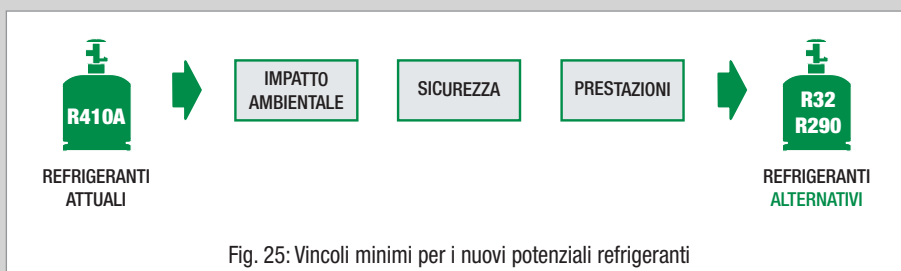 R410A
REFRIGERANTI
ATTUALI
IMPATTO
AMBIENTALE
SICUREZZA
PRESTAZIONI
R32
R290
REFRIGERANTI
ALTERNATIVI
Fig. 25: Vincoli minimi per i nuovi potenziali refrigeranti